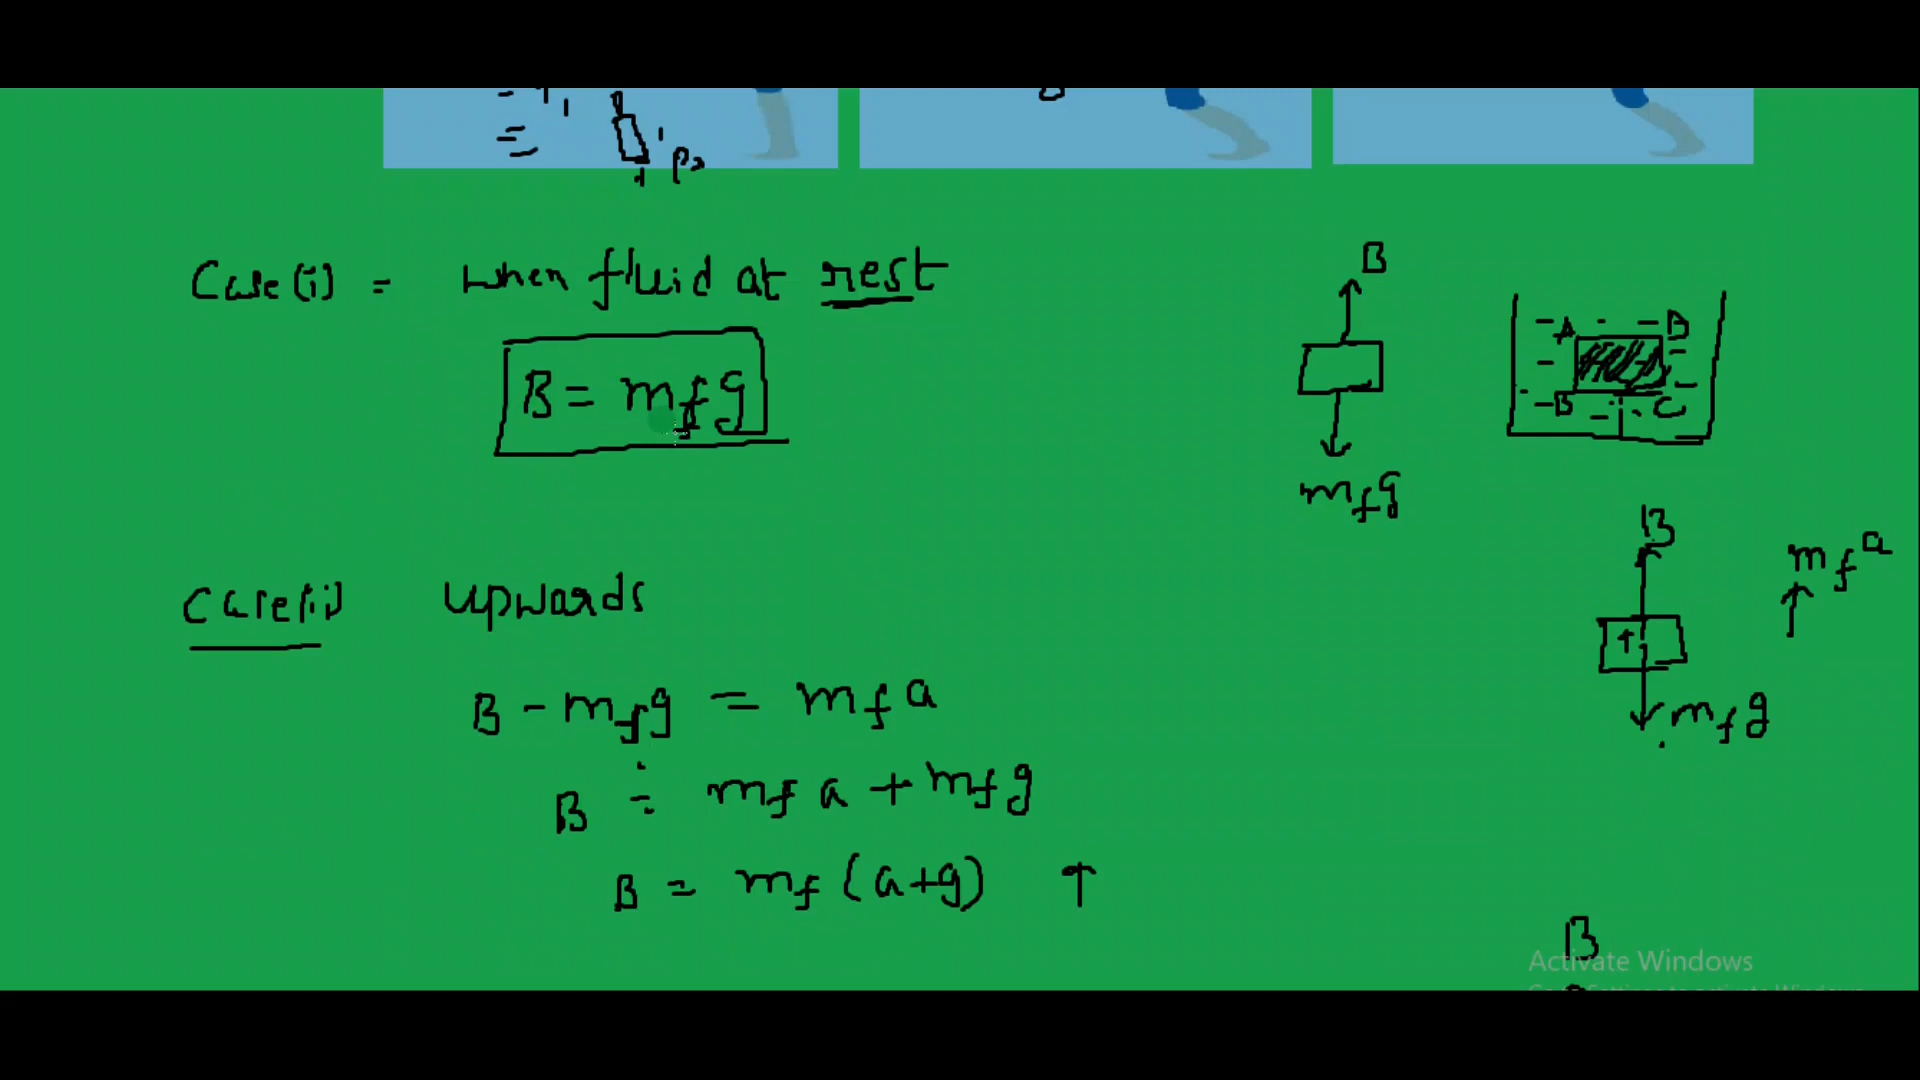 P2
Case(i) = when fluid at rest
B = mfg
B
mfg
A D
B C
Case(ii) upwards
B - mfg = mfa
B = mfa + mfg
B = mf (a+g) ↑
B
mfa
mfg
B
Activate Windows